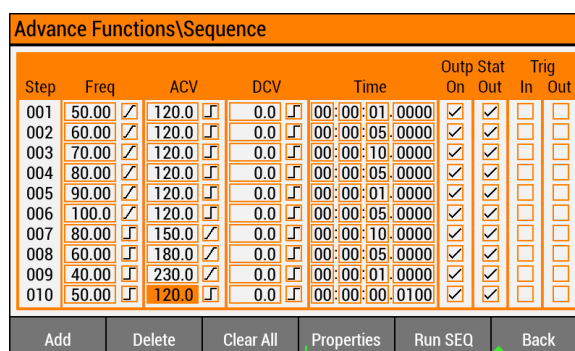 Advance Functions\Sequence
Outp Stat Trig
Step Freq ACV DCV Time On Out In Out
001 50.00 120.0 0.0 00:00:01.0000
002 60.00 120.0 0.0 00:00:05.0000
003 70.00 120.0 0.0 00:00:10.0000
004 80.00 120.0 0.0 00:00:05.0000
005 90.00 120.0 0.0 00:00:01.0000
006 100.0 120.0 0.0 00:00:05.0000
007 80.00 150.0 0.0 00:00:10.0000
008 60.00 180.0 0.0 00:00:05.0000
009 40.00 230.0 0.0 00:00:01.0000
010 50.00 120.0 0.0 00:00:00.0100
Add Delete Clear All Properties Run SEQ Back